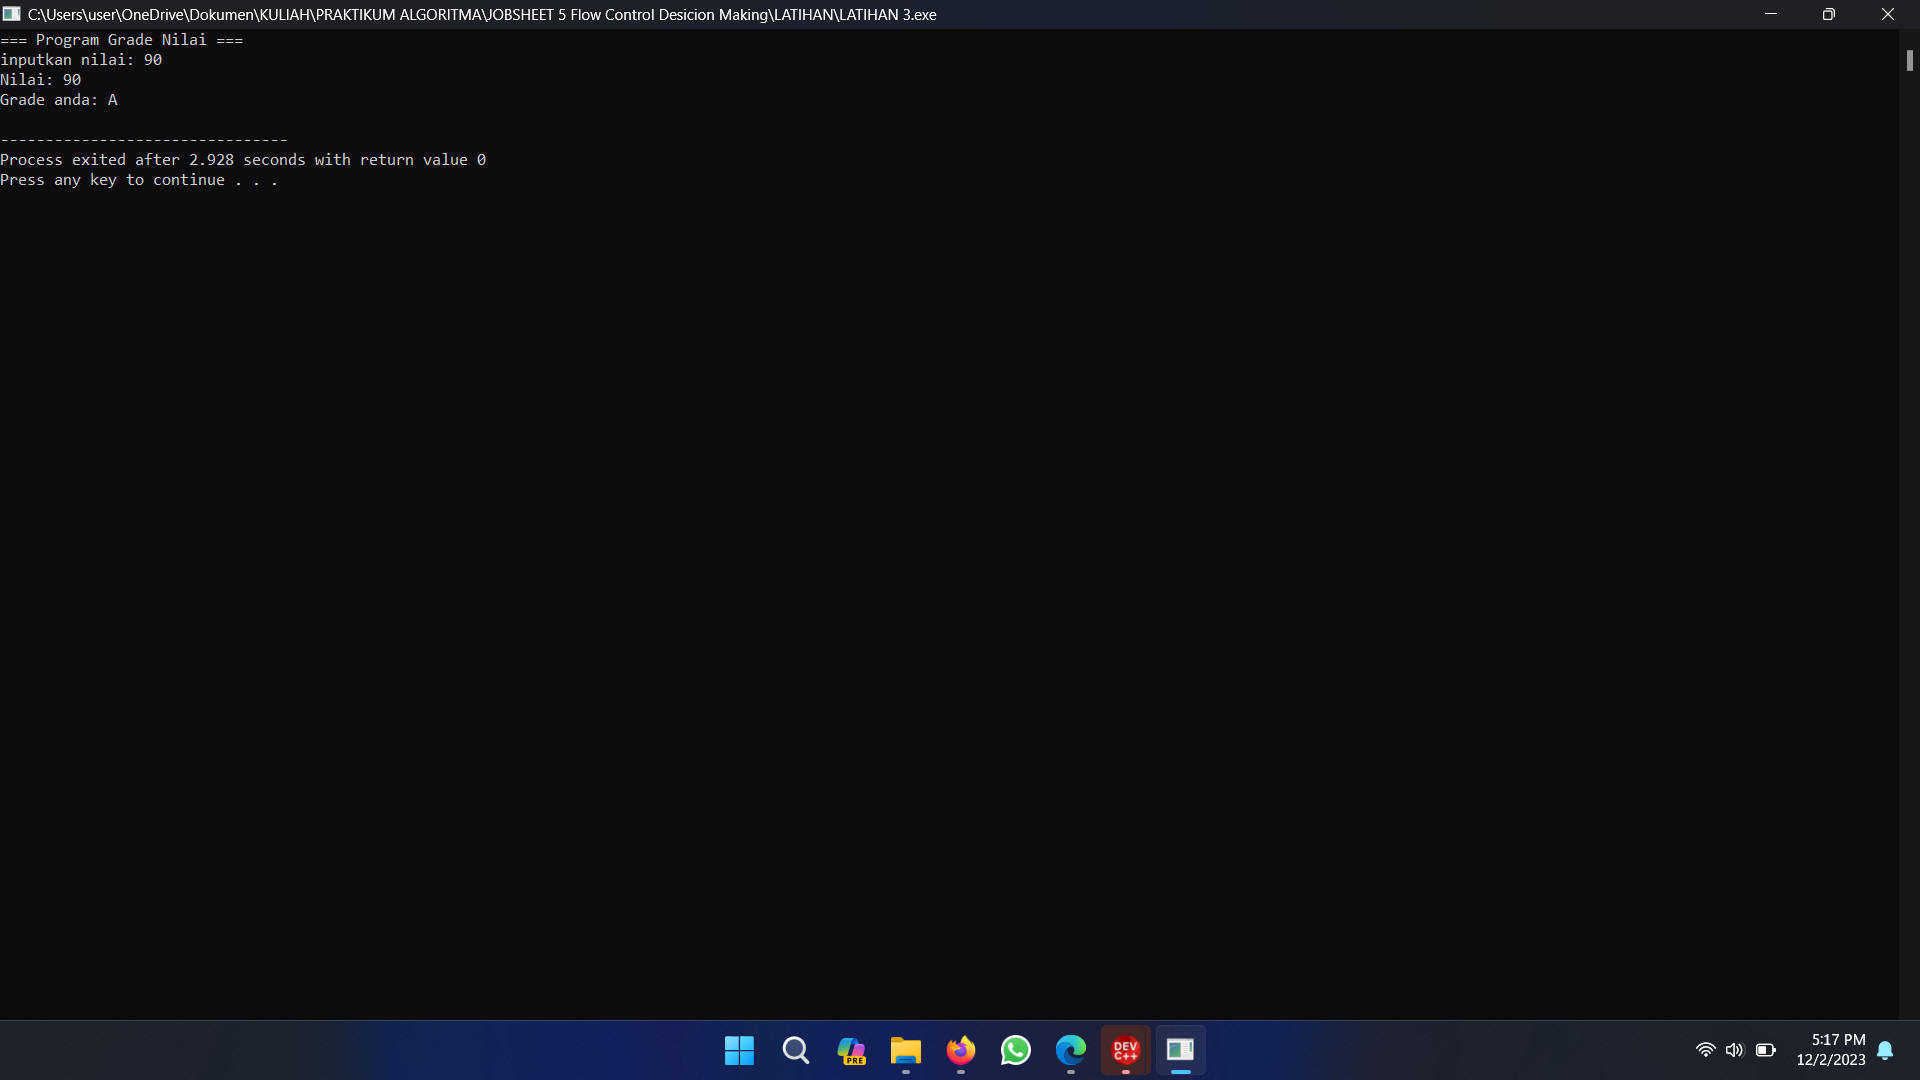 C:\Users\user\OneDrive\Dokumen\KULIAH\PRAKTIKUM ALGORITMA\JOBSHEET 5 Flow Control Desicion Making\LATIHAN\LATIHAN 3.exe
=== Program Grade Nilai ===
inputkan nilai: 90
Nilai: 90
Grade anda: A
--------------------------------
Process exited after 2.928 seconds with return value 0
Press any key to continue . . .
PRE
DEV
C++
5:17 PM
12/2/2023